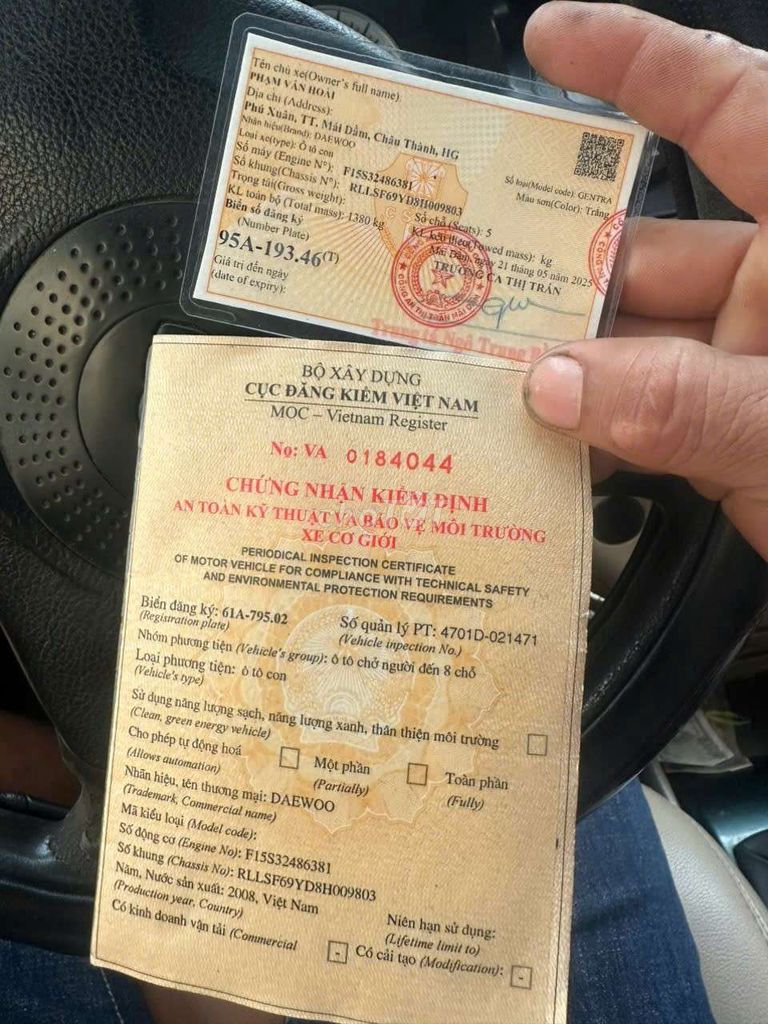 Tên chủ xe(Owner's full name)
PHẠM VĂN HOÀI
Địa chỉ (Address):
Phú Xuân, TT. Mái Dầm, Châu Thành, HG
Nhãn hiệu(Brand): DAEWOO
Số loại(Model code): GENTRA
Loại xe(type): Ô tô con
Màu sơn(Color): Trắng
Số máy (Engine N°): F15S32486381
Số khung(Chassis N°): RLLSF69YD8H009803
Trọng tải(Gross weight):
Số chỗ (Seats): 5
KL toàn bộ (Total mass): 1380 kg
KL kéo theo(Towed mass): kg
Biển số đăng ký
(Number Plate)
Mái Dầm, ngày 21 tháng 05 năm 2025
95A-193.46(T)
TRƯỞNG CA THỊ TRẤN
Giá trị đến ngày
(date of expiry):
BỘ XÂY DỰNG
CỤC ĐĂNG KIỂM VIỆT NAM
MOC – Vietnam Register
No: VA 0184044
CHỨNG NHẬN KIỂM ĐỊNH
AN TOÀN KỸ THUẬT VÀ BẢO VỆ MÔI TRƯỜNG
XE CƠ GIỚI
PERIODICAL INSPECTION CERTIFICATE
OF MOTOR VEHICLE FOR COMPLIANCE WITH TECHNICAL SAFETY
AND ENVIRONMENTAL PROTECTION REQUIREMENTS
Biển đăng ký: 61A-795.02 Số quản lý PT: 4701D-021471
(Registration plate) (Vehicle inspection No.)
Nhóm phương tiện (Vehicle's group): ô tô chở người đến 8 chỗ
Loại phương tiện: ô tô con
(Vehicle's type)
Sử dụng năng lượng sạch, năng lượng xanh, thân thiện môi trường
(Clean, green energy vehicle)
Cho phép tự động hoá Một phần Toàn phần
(Allows automation) (Partially) (Fully)
Nhãn hiệu, tên thương mại: DAEWOO
(Trademark, Commercial name)
Mã kiểu loại (Model code):
Số động cơ (Engine No): F15S32486381
Số khung (Chassis No): RLLSF69YD8H009803
Năm, Nước sản xuất: 2008, Việt Nam Niên hạn sử dụng:
(Production year, Country) (Lifetime limit to)
Có kinh doanh vận tải (Commercial - Có cải tạo (Modification): -